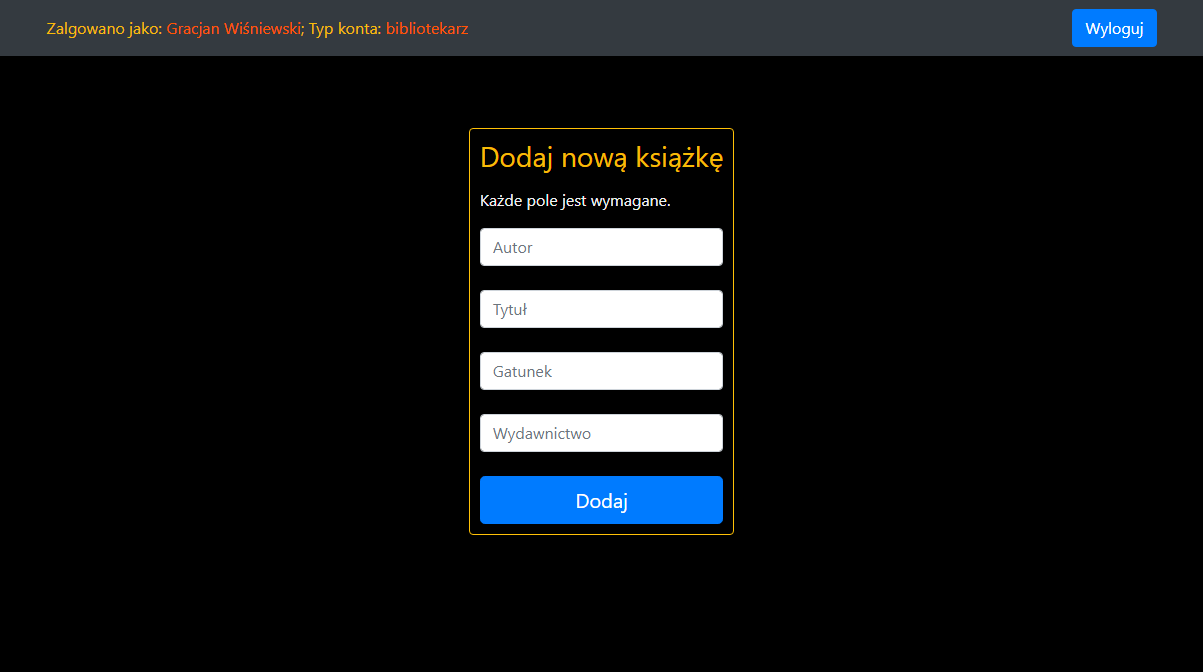 Zalgowano jako: Gracjan Wiśniewski; Typ konta: bibliotekarz
Wyloguj
Dodaj nową książkę
Każde pole jest wymagane.
Autor
Tytuł
Gatunek
Wydawnictwo
Dodaj